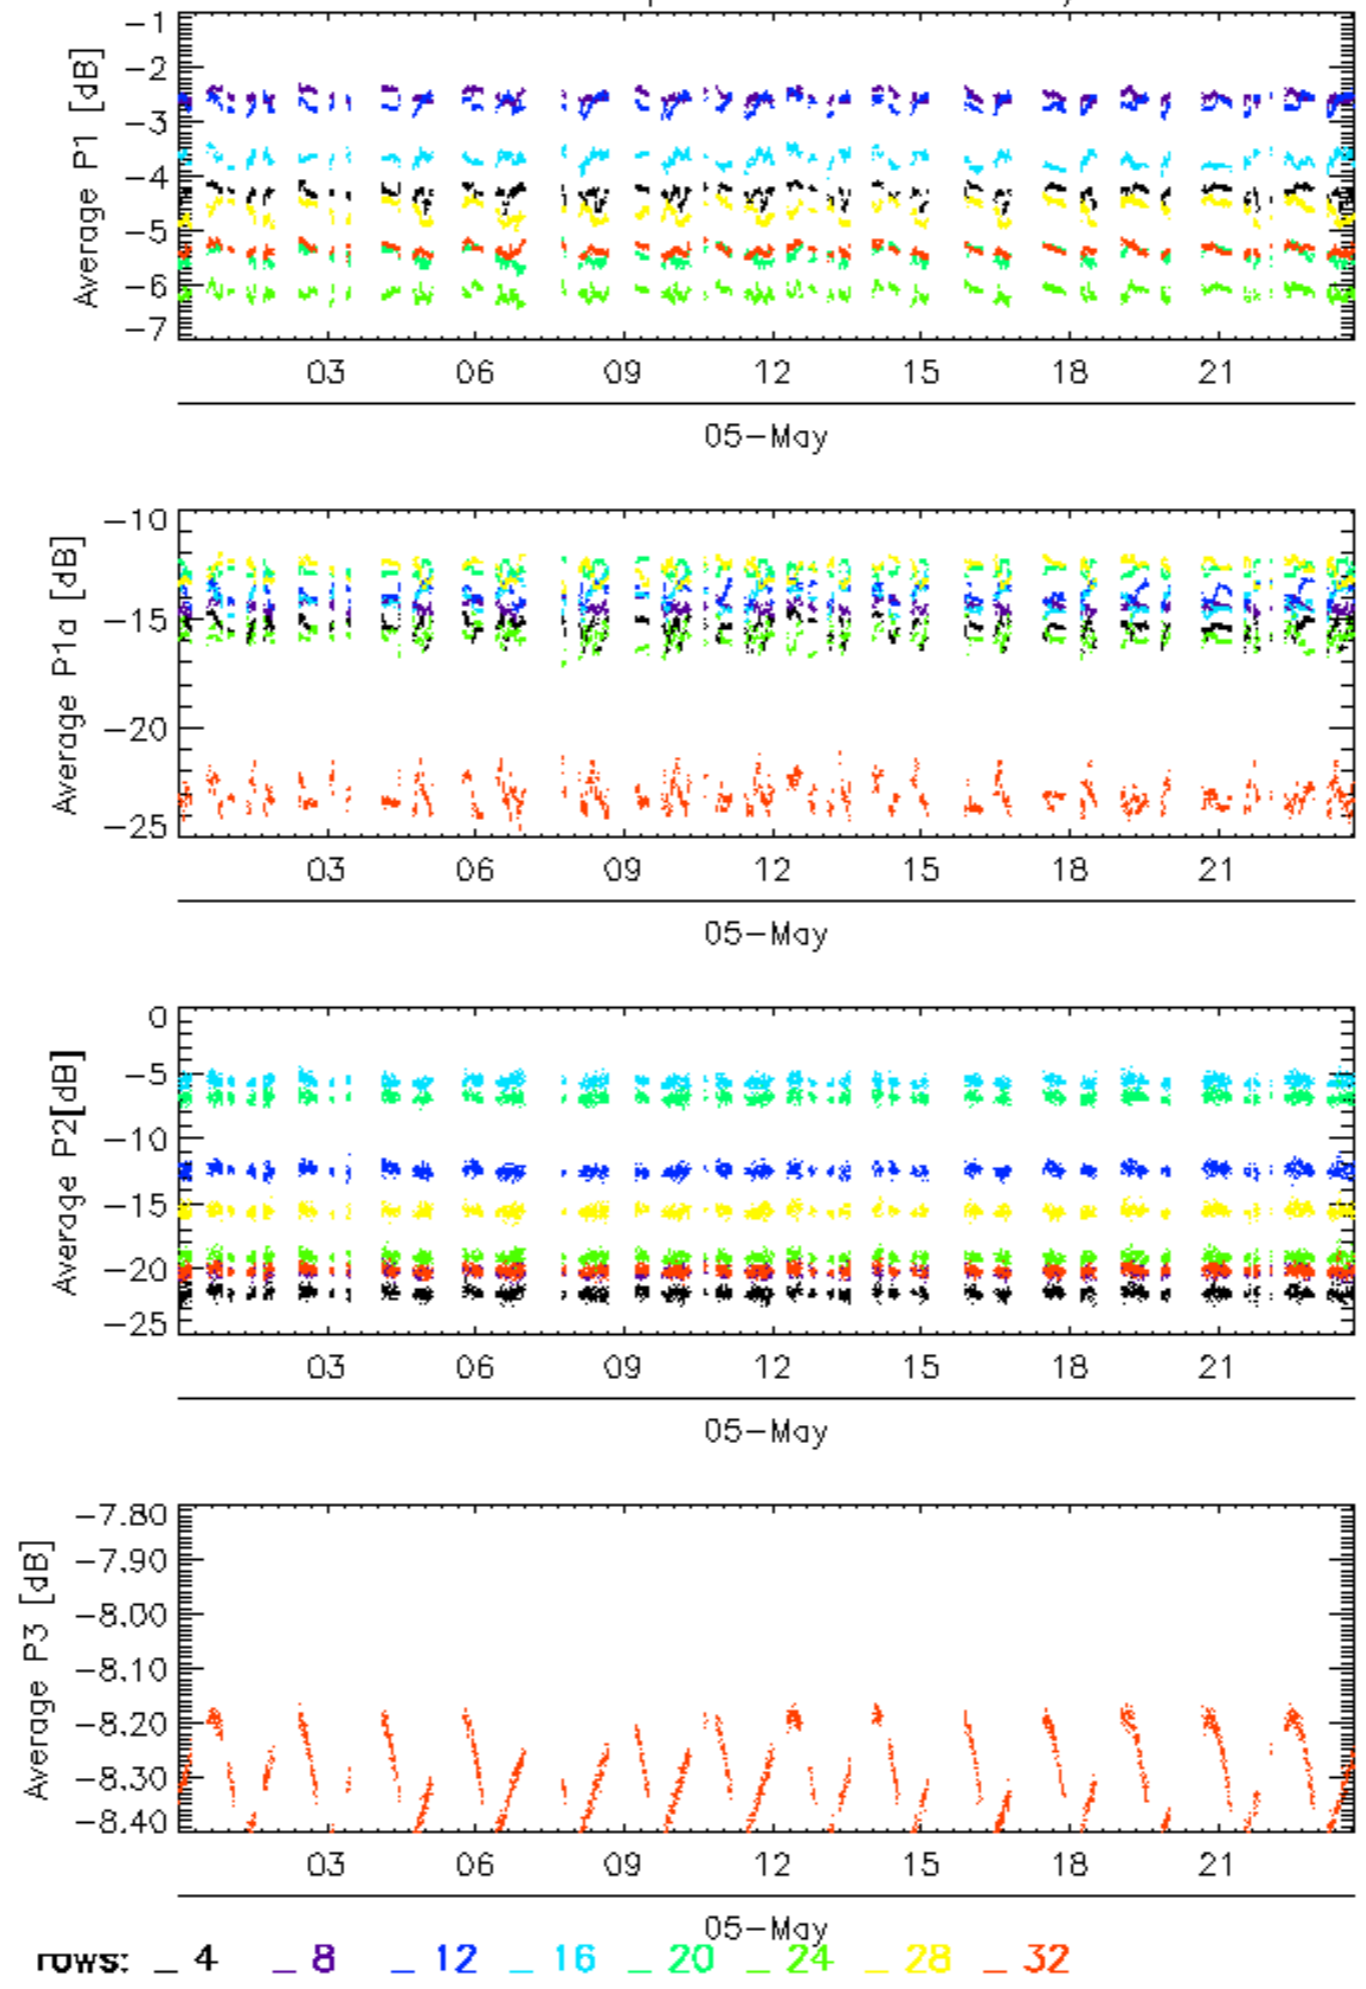 -1
-2
-3
-4
-5
-6
-7
Average P1 [dB]
03 06 09 12 15 18 21
05-May
-10
-15
-20
-25
Average P1a [dB]
03 06 09 12 15 18 21
05-May
0
-5
-10
-15
-20
-25
Average P2[dB]
03 06 09 12 15 18 21
05-May
-7.80
-7.90
-8.00
-8.10
-8.20
-8.30
-8.40
Average P3 [dB]
03 06 09 12 15 18 21
05-May
rows: _ 4 _ 8 _ 12 _ 16 _ 20 _ 24 _ 28 _ 32